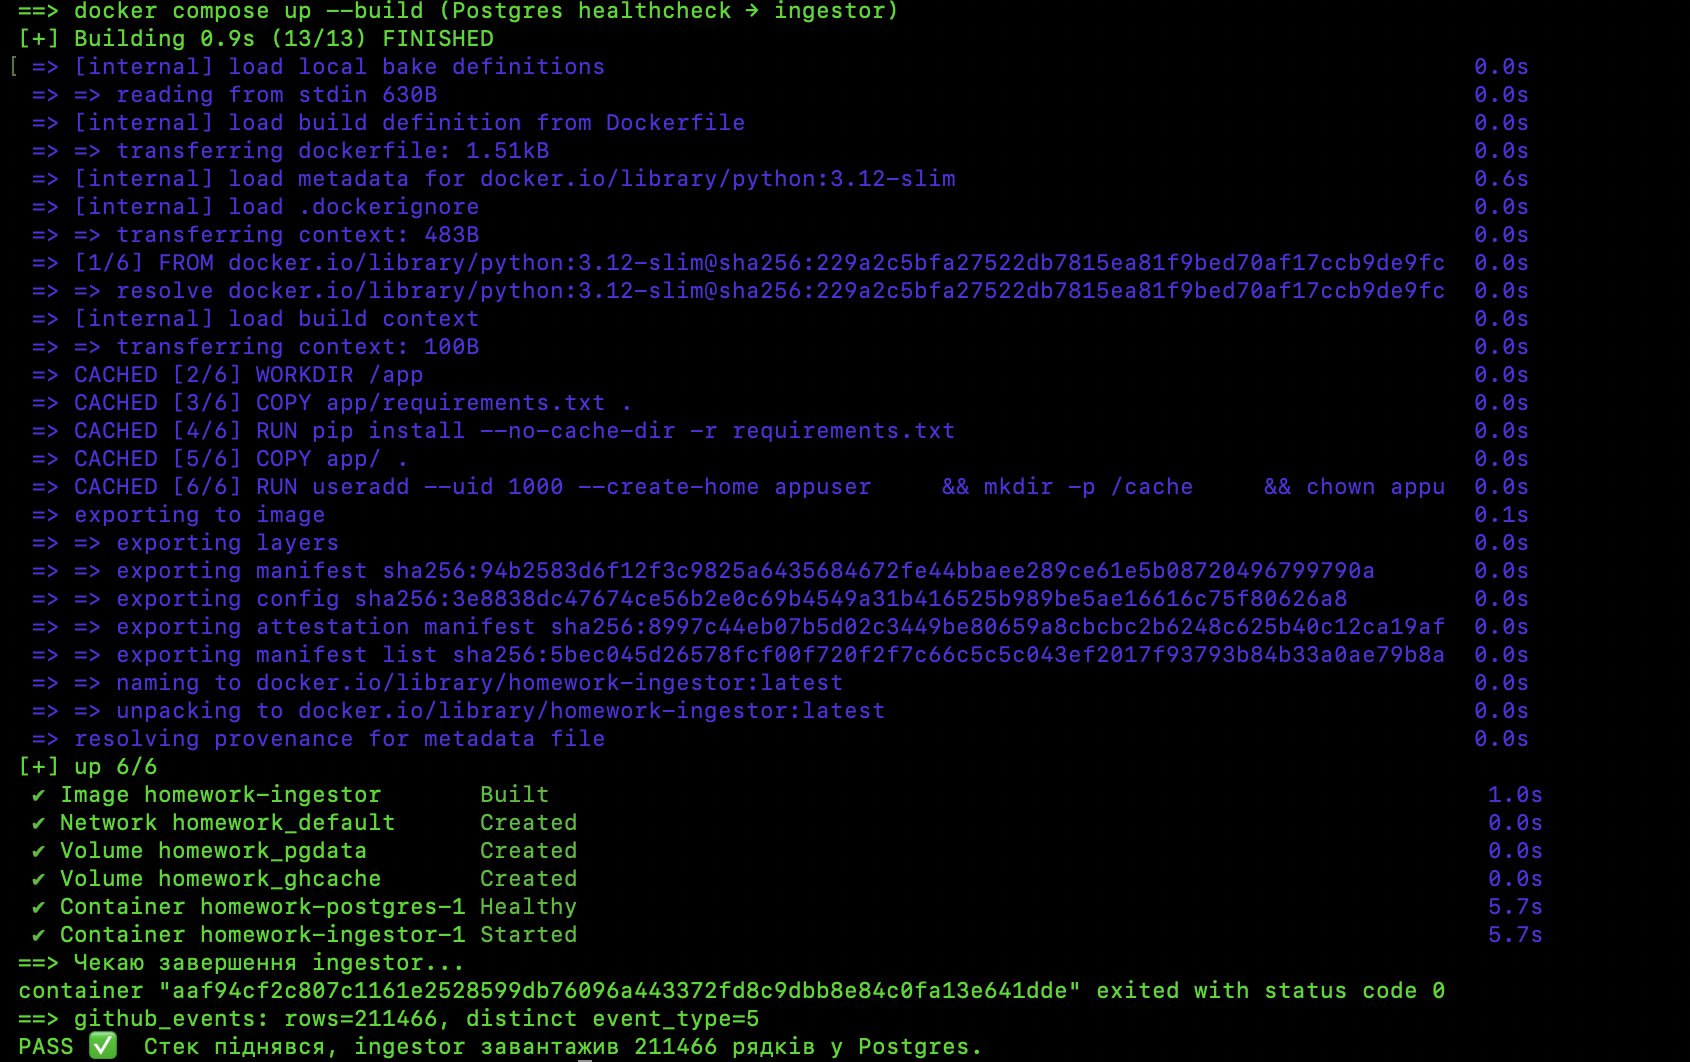 ==> docker compose up --build (Postgres healthcheck → ingestor)
[+] Building 0.9s (13/13) FINISHED
[ => [internal] load local bake definitions 0.0s
=> => reading from stdin 630B 0.0s
=> [internal] load build definition from Dockerfile 0.0s
=> => transferring dockerfile: 1.51kB 0.0s
=> [internal] load metadata for docker.io/library/python:3.12-slim 0.6s
=> [internal] load .dockerignore 0.0s
=> => transferring context: 483B 0.0s
=> [1/6] FROM docker.io/library/python:3.12-slim@sha256:229a2c5bfa27522db7815ea81f9bed70af17ccb9de9fc 0.0s
=> => resolve docker.io/library/python:3.12-slim@sha256:229a2c5bfa27522db7815ea81f9bed70af17ccb9de9fc 0.0s
=> [internal] load build context 0.0s
=> => transferring context: 100B 0.0s
=> CACHED [2/6] WORKDIR /app 0.0s
=> CACHED [3/6] COPY app/requirements.txt . 0.0s
=> CACHED [4/6] RUN pip install --no-cache-dir -r requirements.txt 0.0s
=> CACHED [5/6] COPY app/ . 0.0s
=> CACHED [6/6] RUN useradd --uid 1000 --create-home appuser && mkdir -p /cache && chown appu 0.0s
=> exporting to image 0.1s
=> => exporting layers 0.0s
=> => exporting manifest sha256:94b2583d6f12f3c9825a6435684672fe44bbaee289ce61e5b08720496799790a 0.0s
=> => exporting config sha256:3e8838dc47674ce56b2e0c69b4549a31b416525b989be5ae16616c75f80626a8 0.0s
=> => exporting attestation manifest sha256:8997c44eb07b5d02c3449be80659a8cbcbc2b6248c625b40c12ca19af 0.0s
=> => exporting manifest list sha256:5bec045d26578fcf00f720f2f7c66c5c5c043ef2017f93793b84b33a0ae79b8a 0.0s
=> => naming to docker.io/library/homework-ingestor:latest 0.0s
=> => unpacking to docker.io/library/homework-ingestor:latest 0.0s
=> resolving provenance for metadata file 0.0s
[+] up 6/6
✔ Image homework-ingestor Built 1.0s
✔ Network homework_default Created 0.0s
✔ Volume homework_pgdata Created 0.0s
✔ Volume homework_ghcache Created 0.0s
✔ Container homework-postgres-1 Healthy 5.7s
✔ Container homework-ingestor-1 Started 5.7s
==> Чекаю завершення ingestor...
container "aaf94cf2c807c1161e2528599db76096a443372fd8c9dbb8e84c0fa13e641dde" exited with status code 0
==> github_events: rows=211466, distinct event_type=5
PASS ✅ Стек піднявся, ingestor завантажив 211466 рядків у Postgres.